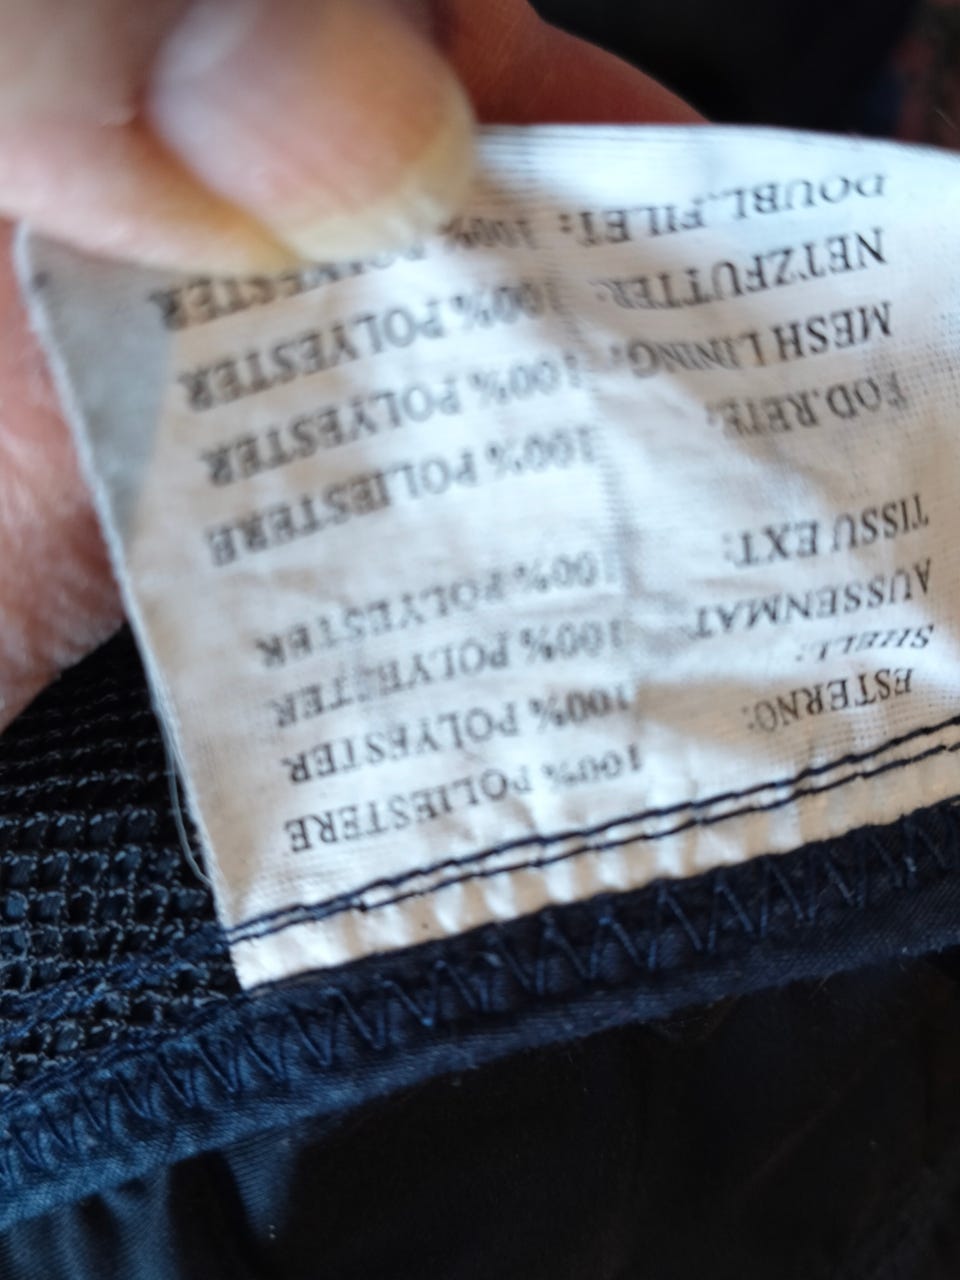 ESTERNO: 100% POLIESTERE
SHELL: 100% POLYESTER
AUSSENMAT 100% POLYESTER
TISSU EXT: 100% POLYESTER
FOD.RETE: 100% POLIESTERE
MESH LINING: 100% POLYESTER
NETZFUTTER: 100% POLYESTER
DOUBL.FILET: 100% POLYESTER